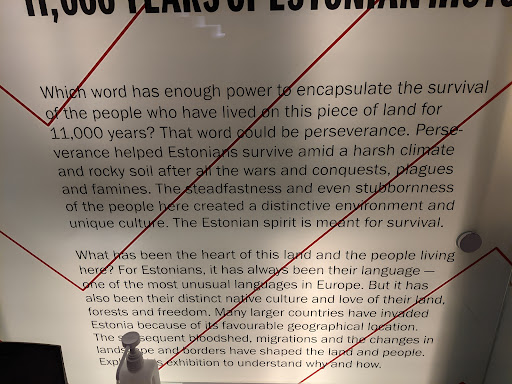 11,000 YEARS OF ESTONIAN
Which word has enough power to encapsulate the survival
of the people who have lived on this piece of land for
11,000 years? That word could be perseverance. Perse-
verance helped Estonians survive amid a harsh climate
and rocky soil after all the wars and conquests, plagues
and famines. The steadfastness and even stubbornness
of the people here created a distinctive environment and
unique culture. The Estonian spirit is meant for survival.
What has been the heart of this land and the people living
here? For Estonians, it has always been their language —
one of the most unusual languages in Europe. But it has
also been their distinct native culture and love of their land,
forests and freedom. Many larger countries have invaded
Estonia because of its favourable geographical location.
The subsequent bloodshed, migrations and the changes in
landscape and borders have shaped the land and people.
exhibition to understand why and how.